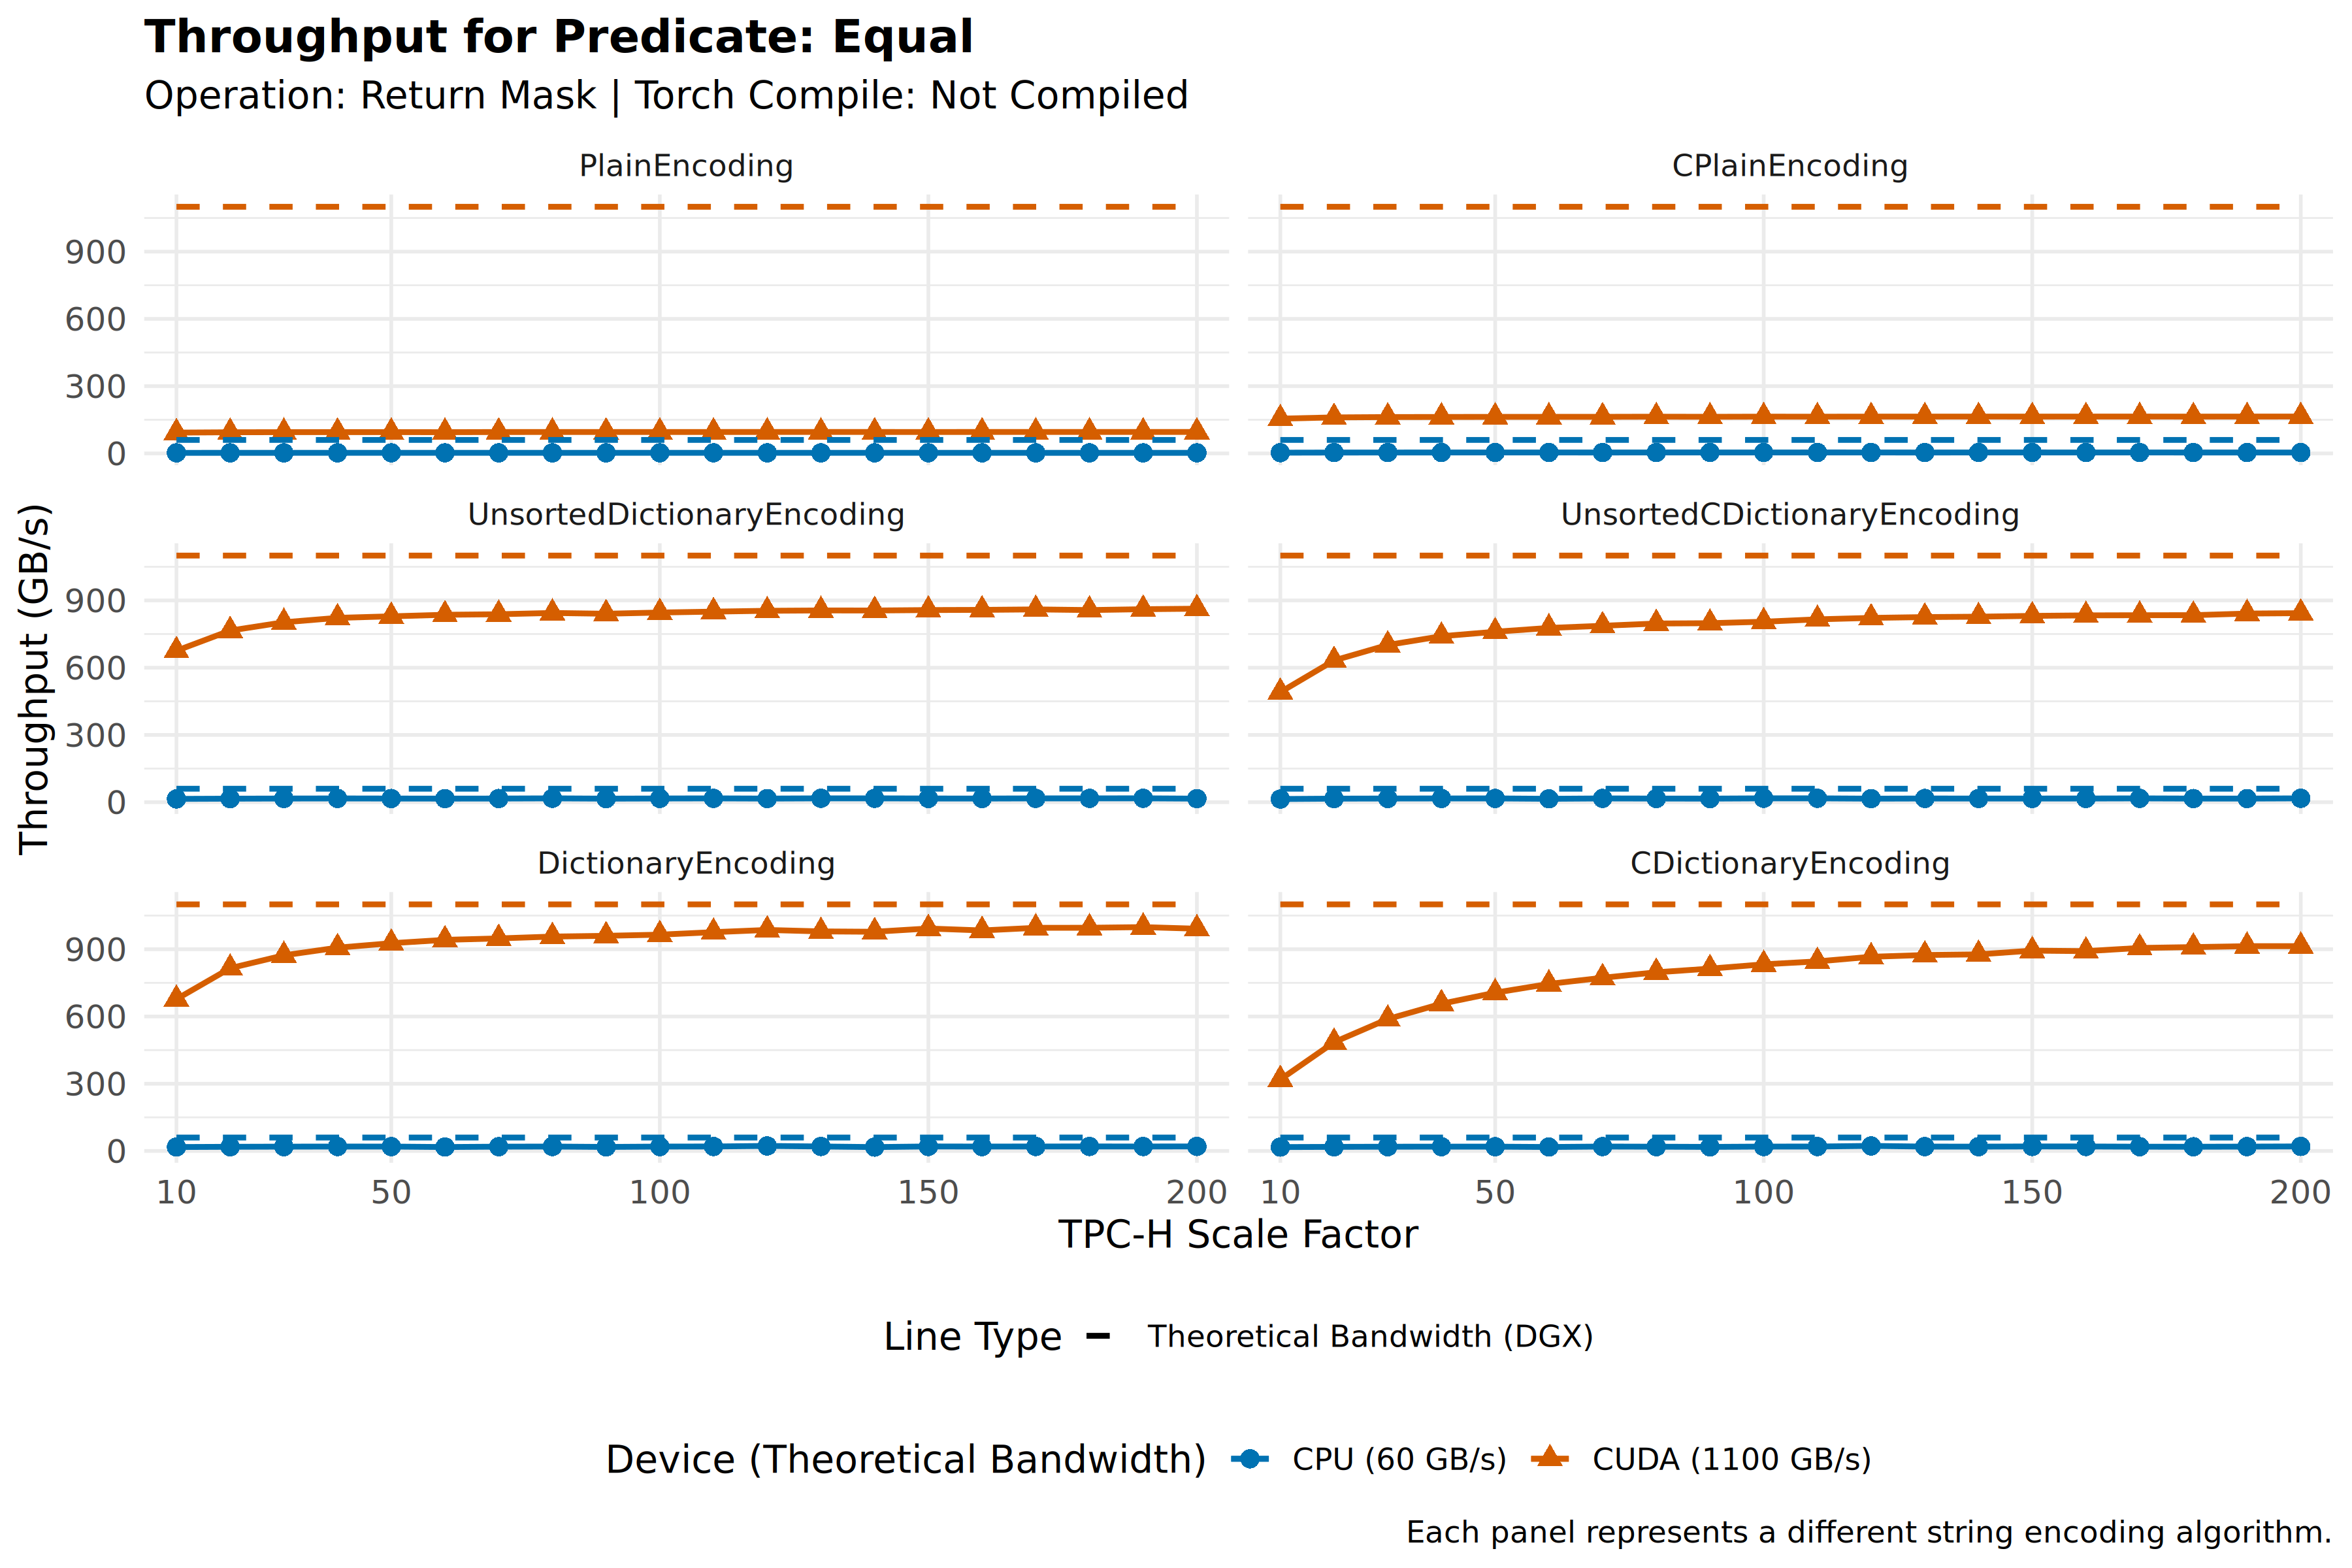 Throughput for Predicate: Equal
Operation: Return Mask | Torch Compile: Not Compiled
PlainEncoding
CPlainEncoding
900
600
300
0
UnsortedDictionaryEncoding
UnsortedCDictionaryEncoding
900
600
300
0
Throughput (GB/s)
DictionaryEncoding
CDictionaryEncoding
900
600
300
0
10 50 100 150 200 10 50 100 150 200
TPC-H Scale Factor
Line Type Theoretical Bandwidth (DGX)
Device (Theoretical Bandwidth) CPU (60 GB/s) CUDA (1100 GB/s)
Each panel represents a different string encoding algorithm.